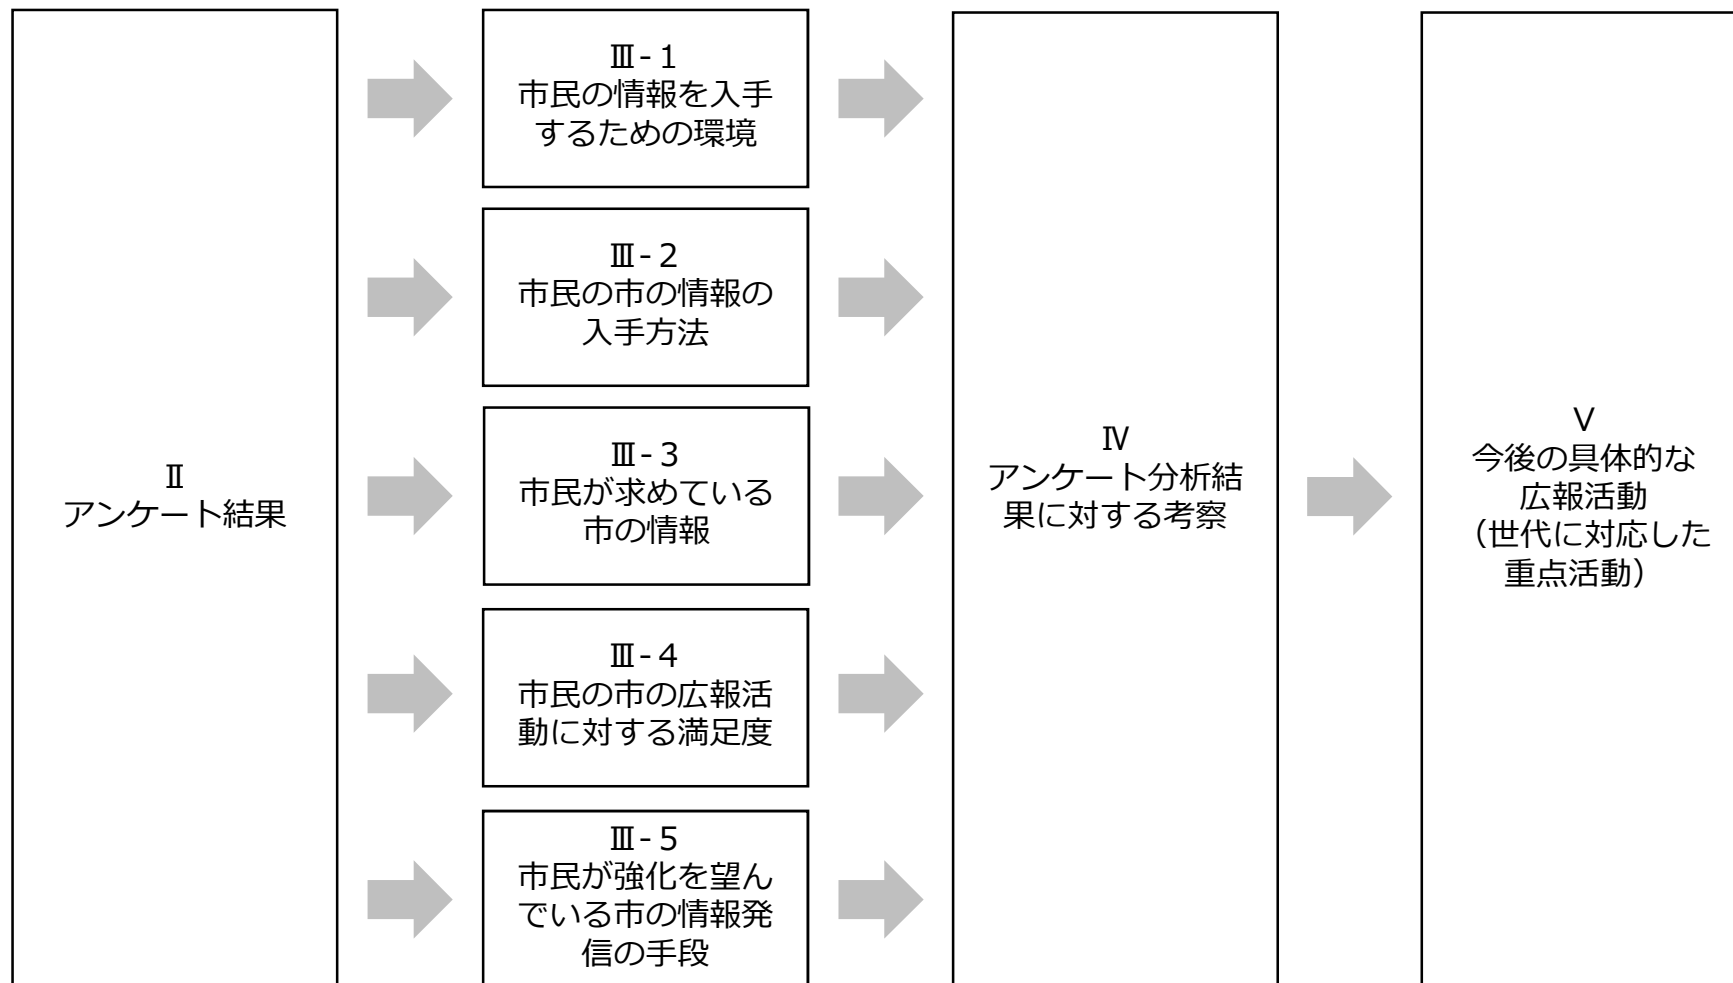 Ⅱ
アンケート結果
Ⅲ-１
市民の情報を入手
するための環境
Ⅲ-２
市民の市の情報の
入手方法
Ⅲ-３
市民が求めている
市の情報
Ⅲ-４
市民の市の広報活
動に対する満足度
Ⅲ-５
市民が強化を望ん
でいる市の情報発
信の手段
Ⅳ
アンケート分析結
果に対する考察
Ⅴ
今後の具体的な
広報活動
（世代に対応した
重点活動）